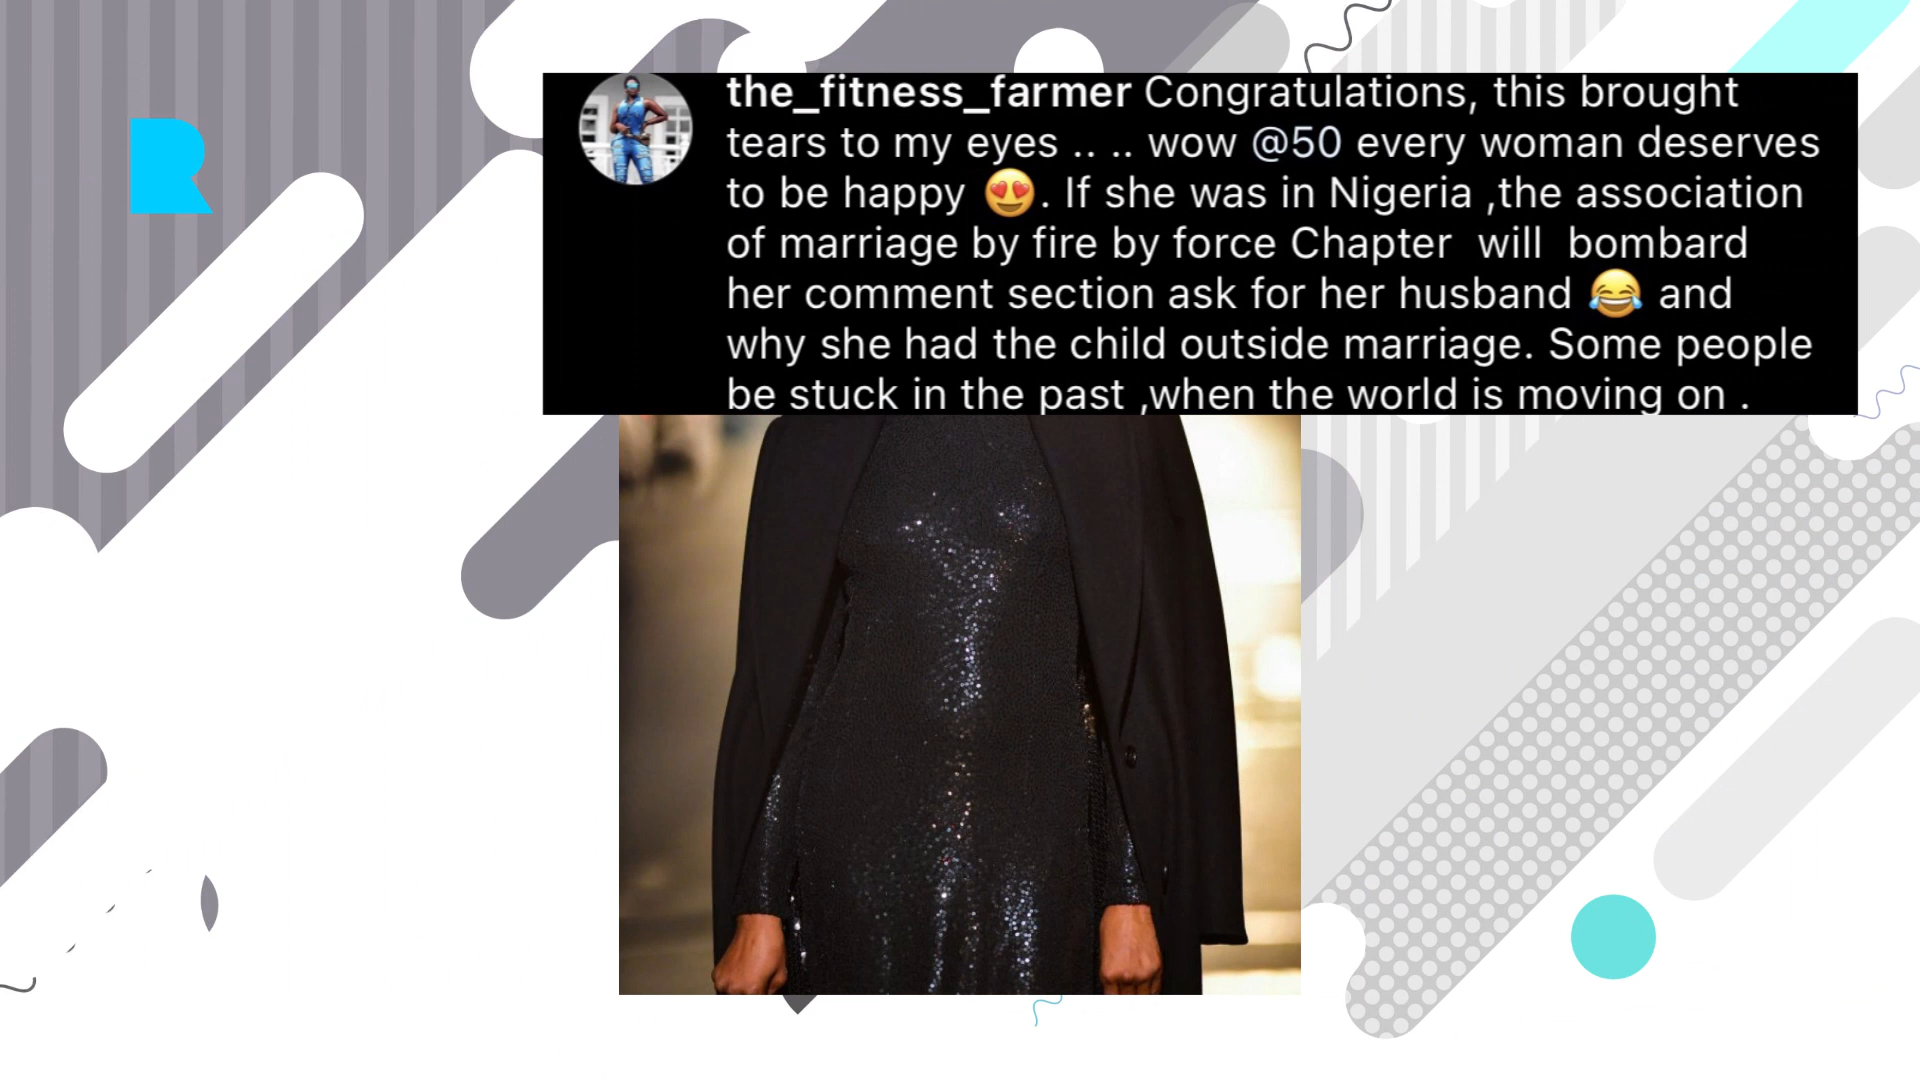 R
the_fitness_farmer Congratulations, this brought
tears to my eyes .. .. wow @50 every woman deserves
to be happy 😍. If she was in Nigeria ,the association
of marriage by fire by force Chapter will bombard
her comment section ask for her husband 😂 and
why she had the child outside marriage. Some people
be stuck in the past ,when the world is moving on .